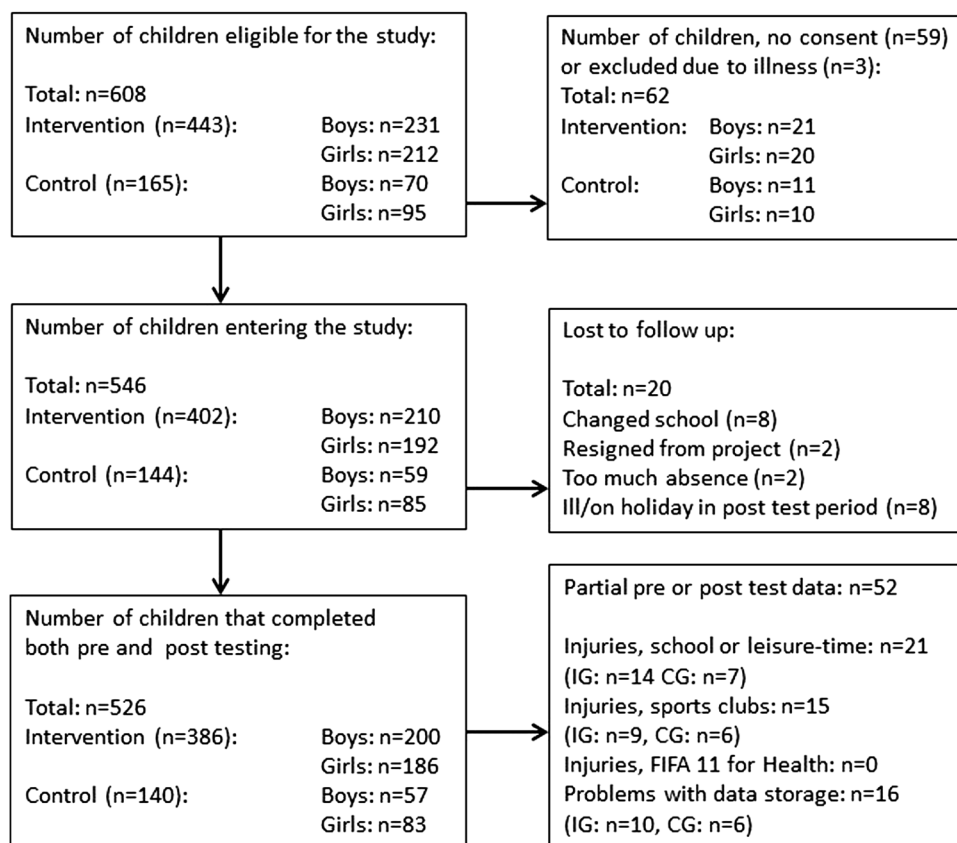 Number of children eligible for the study:
Total: n=608
Intervention (n=443): Boys: n=231
Girls: n=212
Control (n=165): Boys: n=70
Girls: n=95
Number of children, no consent (n=59)
or excluded due to illness (n=3):
Total: n=62
Intervention: Boys: n=21
Girls: n=20
Control: Boys: n=11
Girls: n=10
Number of children entering the study:
Total: n=546
Intervention (n=402): Boys: n=210
Girls: n=192
Control (n=144): Boys: n=59
Girls: n=85
Lost to follow up:
Total: n=20
Changed school (n=8)
Resigned from project (n=2)
Too much absence (n=2)
Ill/on holiday in post test period (n=8)
Number of children that completed
both pre and post testing:
Total: n=526
Intervention (n=386): Boys: n=200
Girls: n=186
Control (n=140): Boys: n=57
Girls: n=83
Partial pre or post test data: n=52
Injuries, school or leisure-time: n=21
(IG: n=14 CG: n=7)
Injuries, sports clubs: n=15
(IG: n=9, CG: n=6)
Injuries, FIFA 11 for Health: n=0
Problems with data storage: n=16
(IG: n=10, CG: n=6)